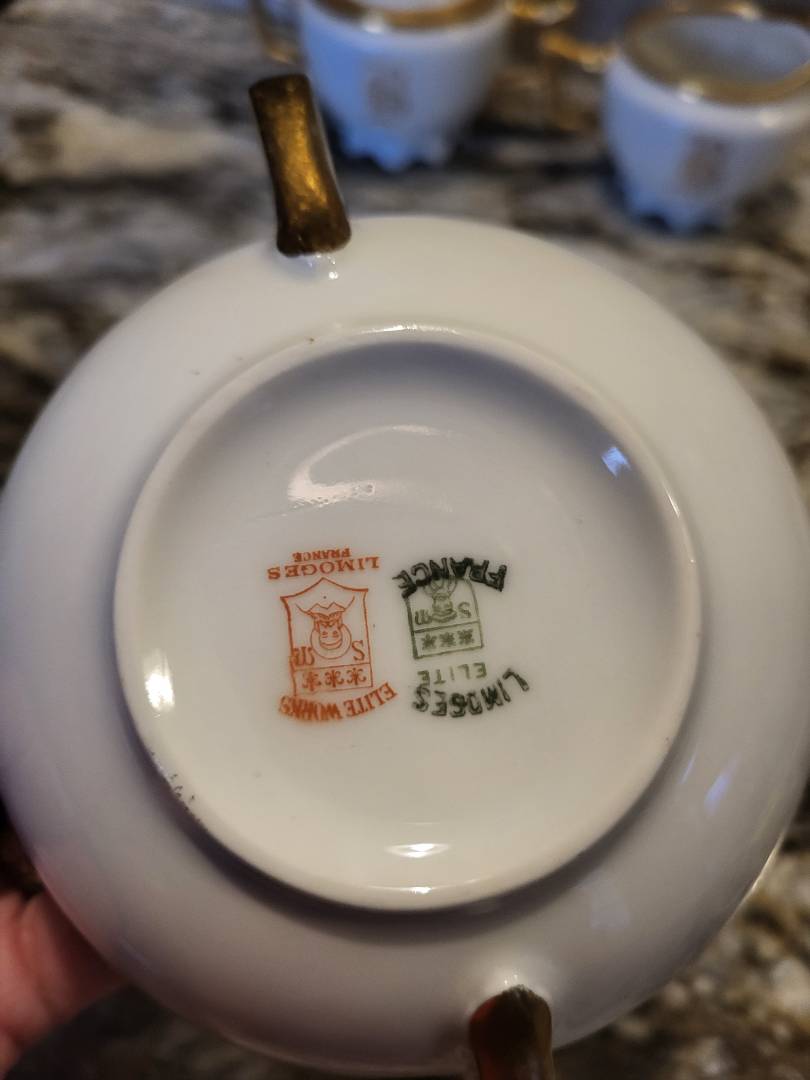 LIMOGES
ELITE
***
S M
FRANCE
ELITE WORKS
***
S M
LIMOGES
FRANCE